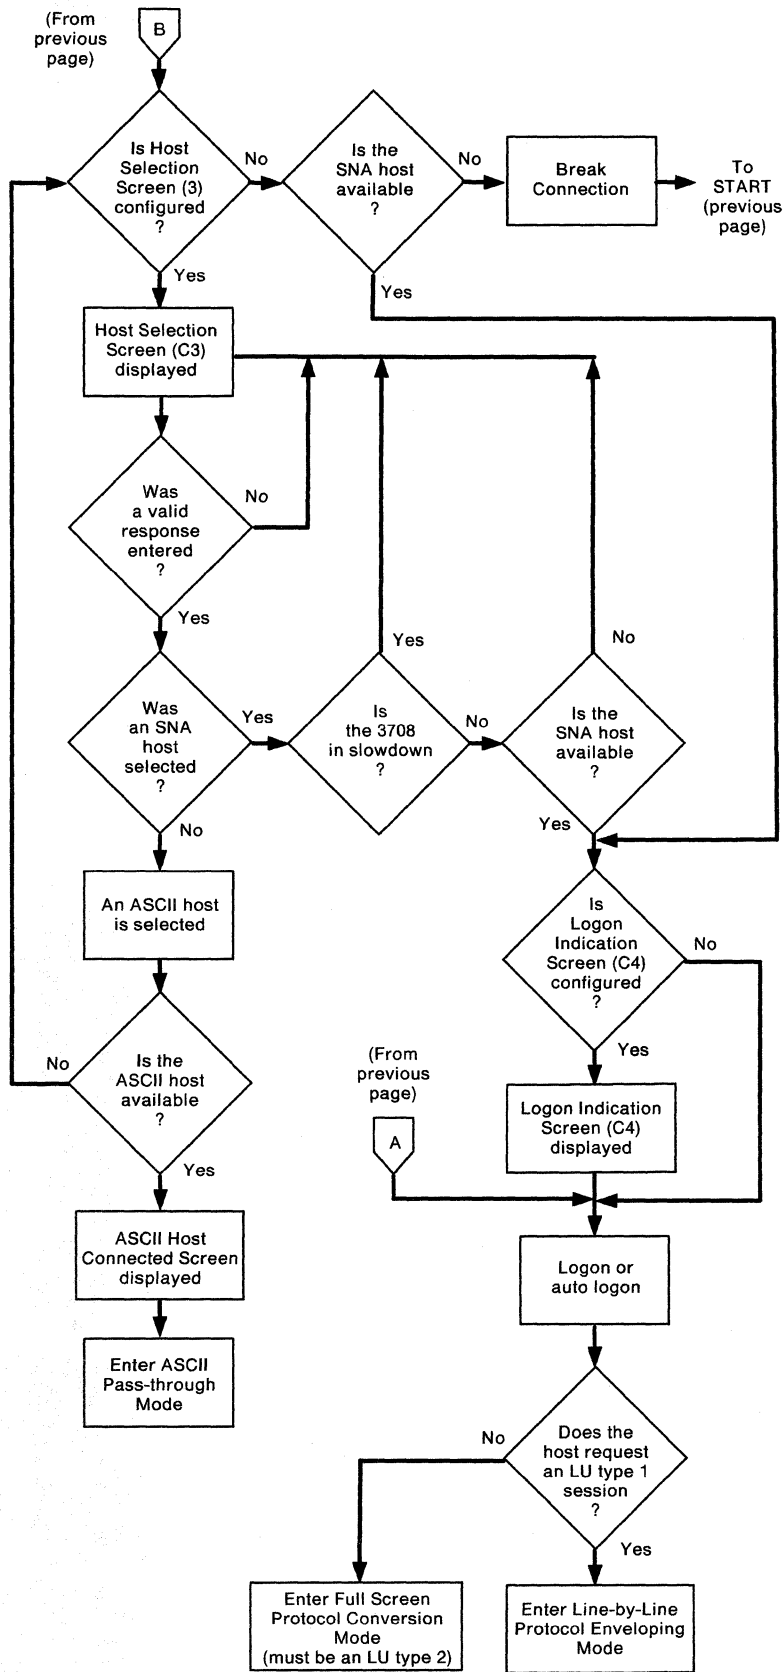 (From
previous
page)
B
Is Host
Selection
Screen (3)
configured
?
No
Is the
SNA host
available
?
No
Break
Connection
To
START
(previous
page)
Yes
Yes
Host Selection
Screen (C3)
displayed
Was
a valid
response
entered
?
No
Yes
Was
an SNA
host
selected
?
Yes
Is
the 3708
in slowdown
?
Yes
No
Is the
SNA host
available
?
No
Yes
No
An ASCII host
is selected
Is
Logon
Indication
Screen (C4)
configured
?
No
Yes
Is the
ASCII host
available
?
No
Yes
(From
previous
page)
A
Logon Indication
Screen (C4)
displayed
ASCII Host
Connected Screen
displayed
Logon or
auto logon
Enter ASCII
Pass-through
Mode
Does the
host request
an LU type 1
session
?
No
Yes
Enter Full Screen
Protocol Conversion
Mode
(must be an LU type 2)
Enter Line-by-Line
Protocol Enveloping
Mode